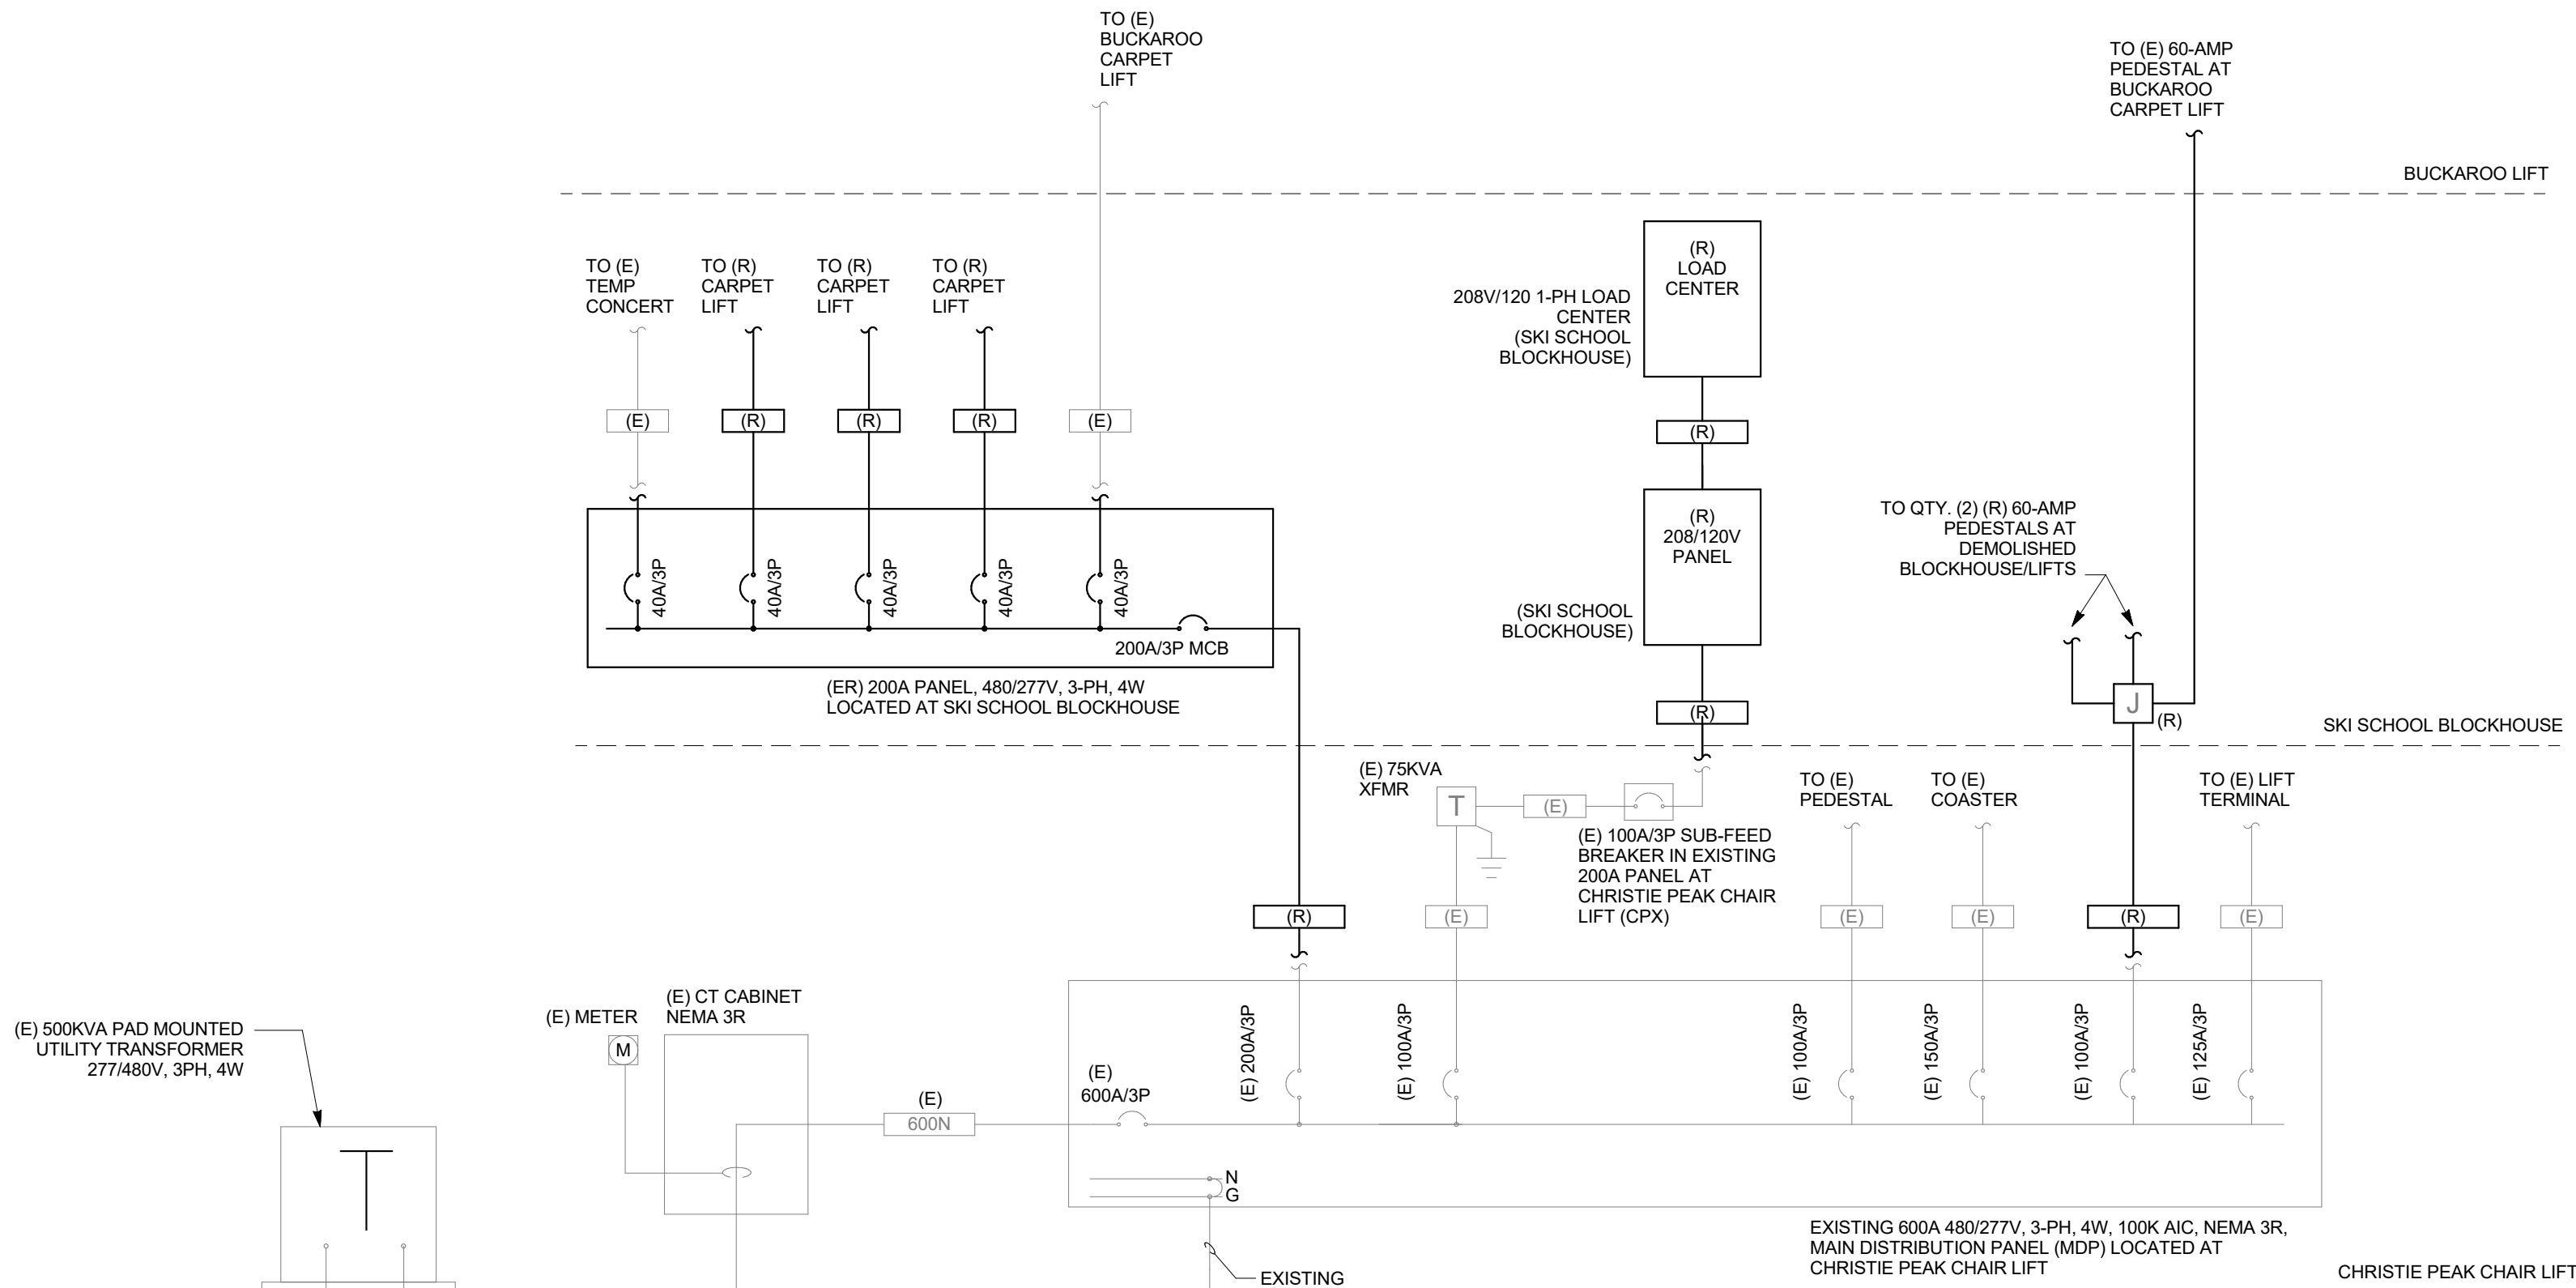 TO (E)
BUCKAROO
CARPET
LIFT
TO (E) 60-AMP
PEDESTAL AT
BUCKAROO
CARPET LIFT
BUCKAROO LIFT
TO (E)
TEMP
CONCERT
TO (R)
CARPET
LIFT
TO (R)
CARPET
LIFT
TO (R)
CARPET
LIFT
(R)
LOAD
CENTER
208V/120 1-PH LOAD
CENTER
(SKI SCHOOL
BLOCKHOUSE)
(E)
(R)
(R)
(R)
(E)
(R)
(R)
208/120V
PANEL
(SKI SCHOOL
BLOCKHOUSE)
TO QTY. (2) (R) 60-AMP
PEDESTALS AT
DEMOLISHED
BLOCKHOUSE/LIFTS
40A/3P
40A/3P
40A/3P
40A/3P
40A/3P
200A/3P MCB
(ER) 200A PANEL, 480/277V, 3-PH, 4W
LOCATED AT SKI SCHOOL BLOCKHOUSE
(R)
J
(R)
SKI SCHOOL BLOCKHOUSE
(E) 75KVA
XFMR
T
(E)
(E) 100A/3P SUB-FEED
BREAKER IN EXISTING
200A PANEL AT
CHRISTIE PEAK CHAIR
LIFT (CPX)
TO (E)
PEDESTAL
TO (E)
COASTER
TO (E) LIFT
TERMINAL
(R)
(E)
(E)
(E)
(R)
(E)
(E) 500KVA PAD MOUNTED
UTILITY TRANSFORMER
277/480V, 3PH, 4W
T
(E) METER
M
(E) CT CABINET
NEMA 3R
(E)
600N
(E)
600A/3P
(E) 200A/3P
(E) 100A/3P
(E) 100A/3P
(E) 150A/3P
(E) 100A/3P
(E) 125A/3P
N
G
EXISTING
EXISTING 600A 480/277V, 3-PH, 4W, 100K AIC, NEMA 3R,
MAIN DISTRIBUTION PANEL (MDP) LOCATED AT
CHRISTIE PEAK CHAIR LIFT
CHRISTIE PEAK CHAIR LIFT